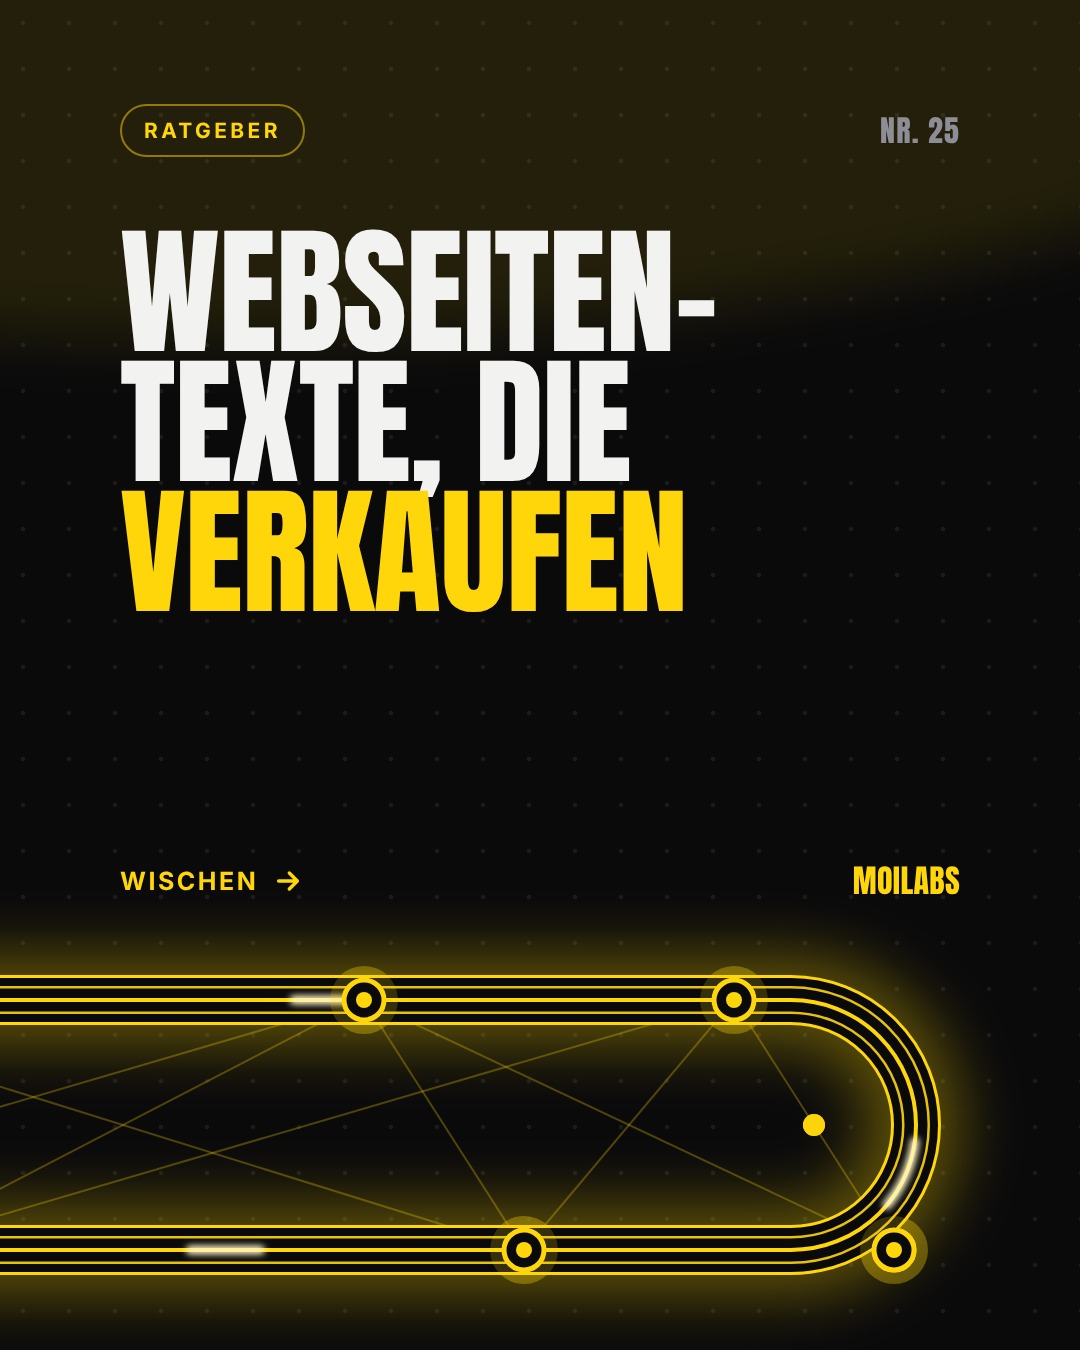 RATGEBER
NR. 25
WEBSEITEN-
TEXTE, DIE
VERKAUFEN
WISCHEN →
MOILABS